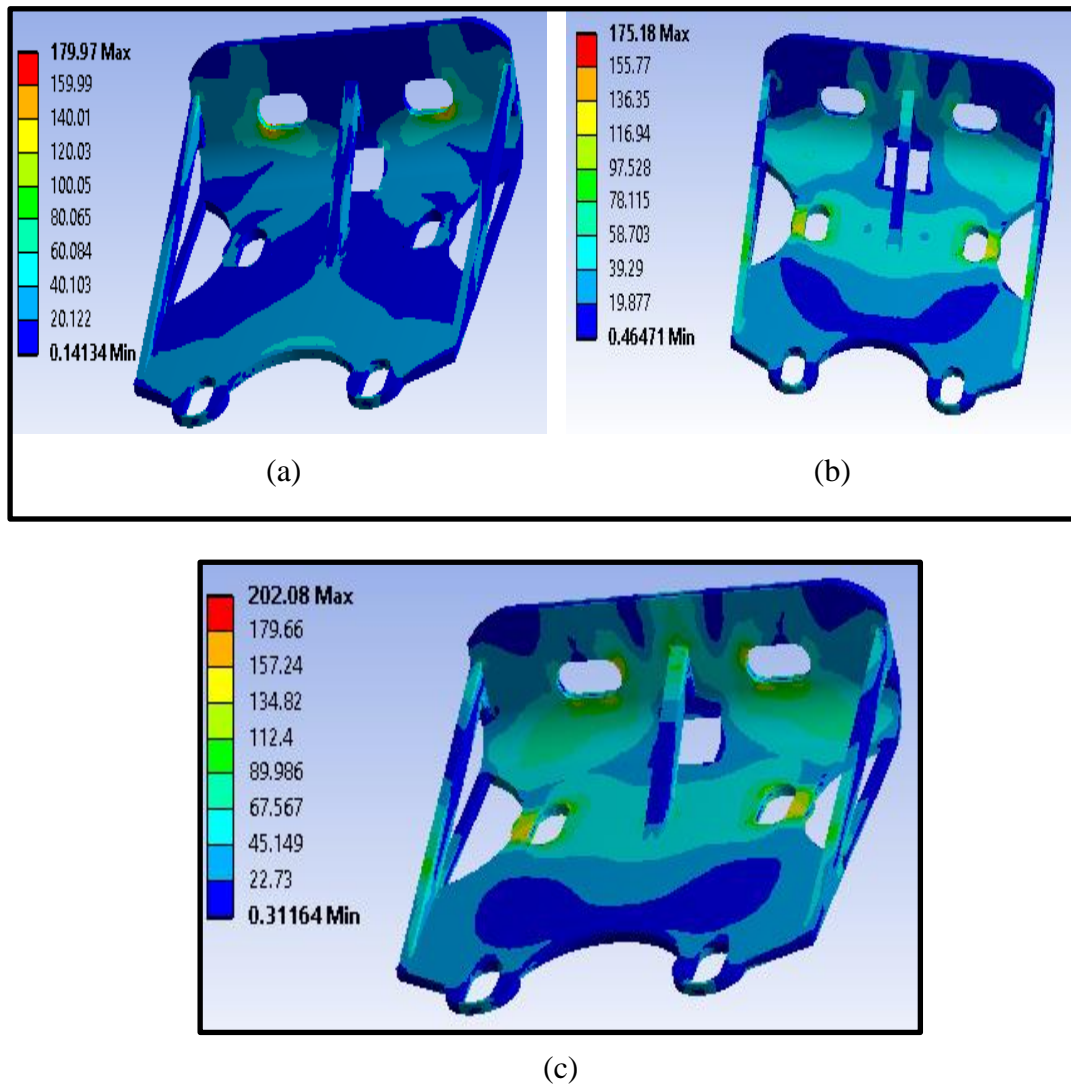 179.97 Max
159.99
140.01
120.03
100.05
80.065
60.084
40.103
20.122
0.14134 Min
(a)
175.18 Max
155.77
136.35
116.94
97.528
78.115
58.703
39.29
19.877
0.46471 Min
(b)
202.08 Max
179.66
157.24
134.82
112.4
89.986
67.567
45.149
22.73
0.31164 Min
(c)